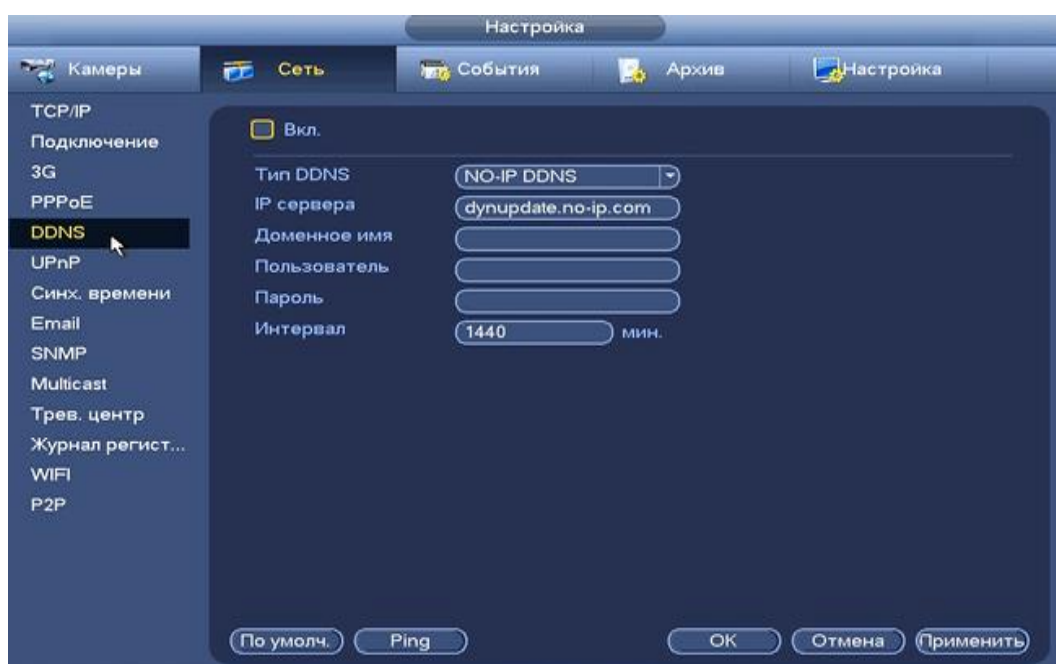 Настройка
Камеры
Сеть
События
Архив
Настройка
TCP/IP
Подключение
3G
PPPoE
DDNS
UPnP
Синх. времени
Email
SNMP
Multicast
Трев. центр
Журнал регист...
WIFI
P2P
Вкл.
Тип DDNS NO-IP DDNS
IP сервера dynupdate.no-ip.com
Доменное имя
Пользователь
Пароль
Интервал 1440 мин.
По умолч. Ping OK Отмена Применить